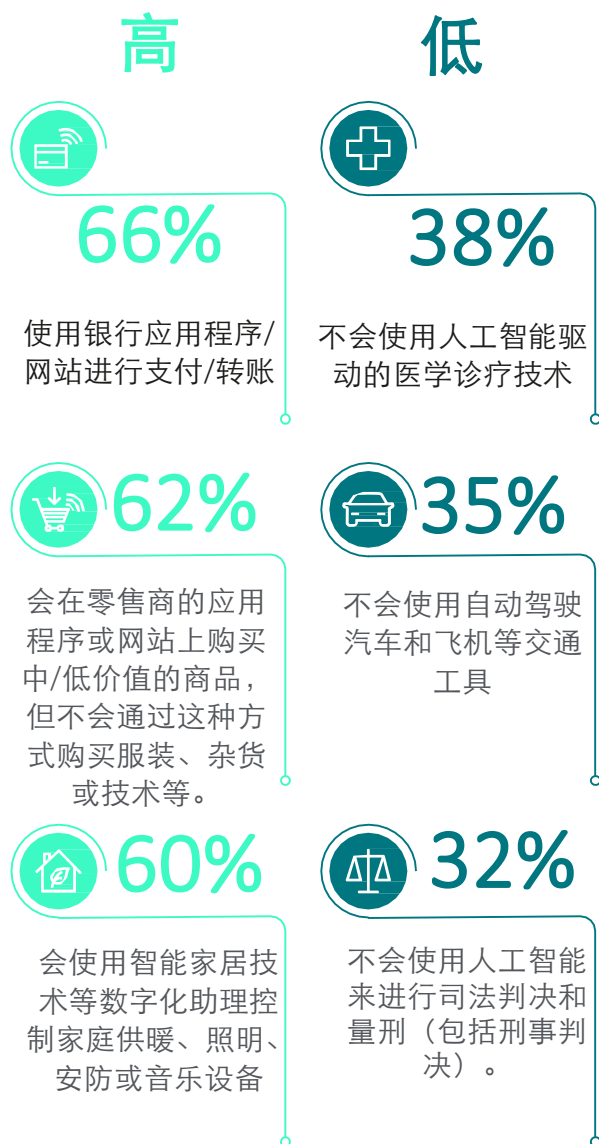 高
66%
使用银行应用程序/
网站进行支付/转账
62%
会在零售商的应用
程序或网站上购买
中/低价值的商品，
但不会通过这种方
式购买服装、杂货
或技术等。
60%
会使用智能家居技
术等数字化助理控
制家庭供暖、照明、
安防或音乐设备
低
38%
不会使用人工智能驱
动的医学诊疗技术
35%
不会使用自动驾驶
汽车和飞机等交通
工具
32%
不会使用人工智能
来进行司法判决和
量刑（包括刑事判
决）。